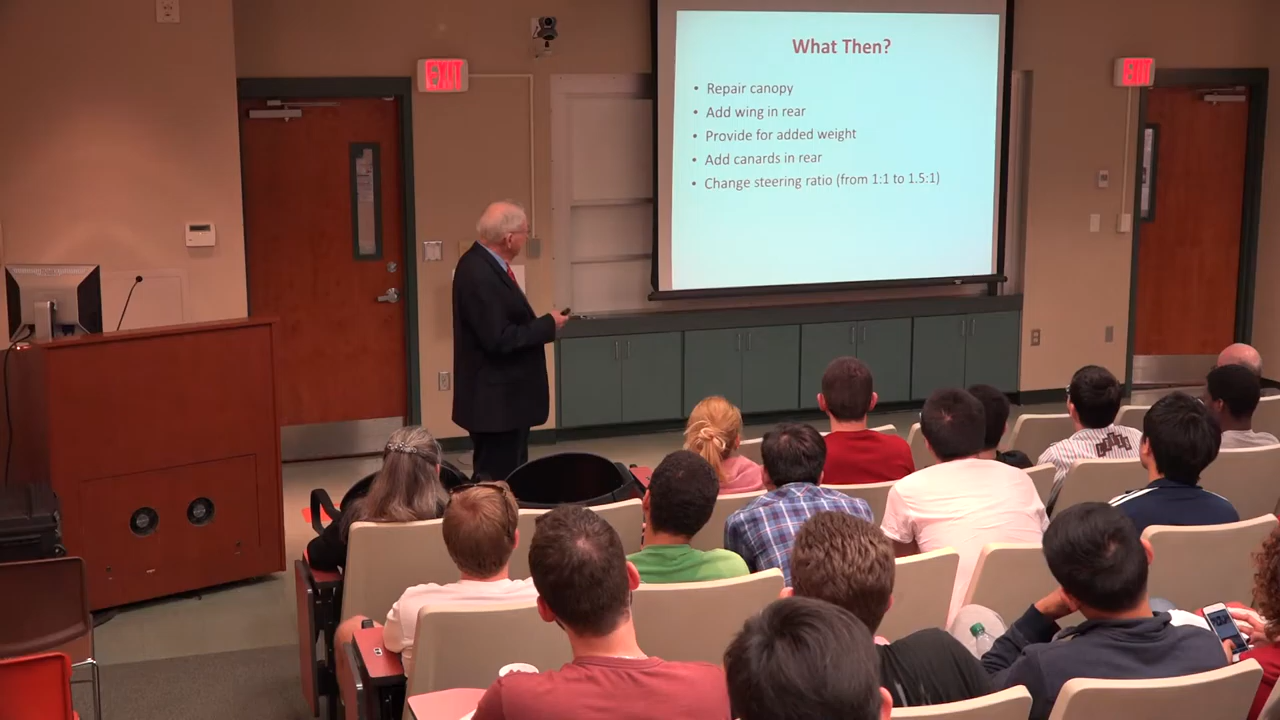 EXIT
What Then?
EXIT
• Repair canopy
• Add wing in rear
• Provide for added weight
• Add canards in rear
• Change steering ratio (from 1:1 to 1.5:1)